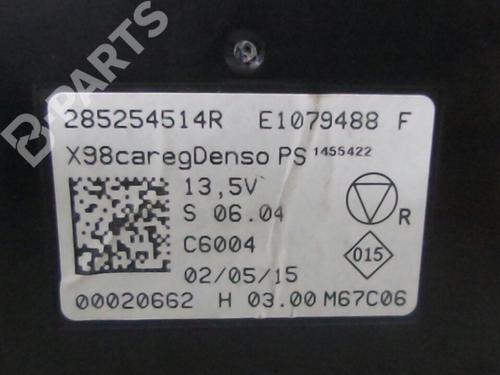 B-PARTS
285254514R E1079488 F
X98caregDenso PS 1455422
13,5V
S 06.04
C6004
R
015
02/05/15
00020662 H 03.00 M67C06